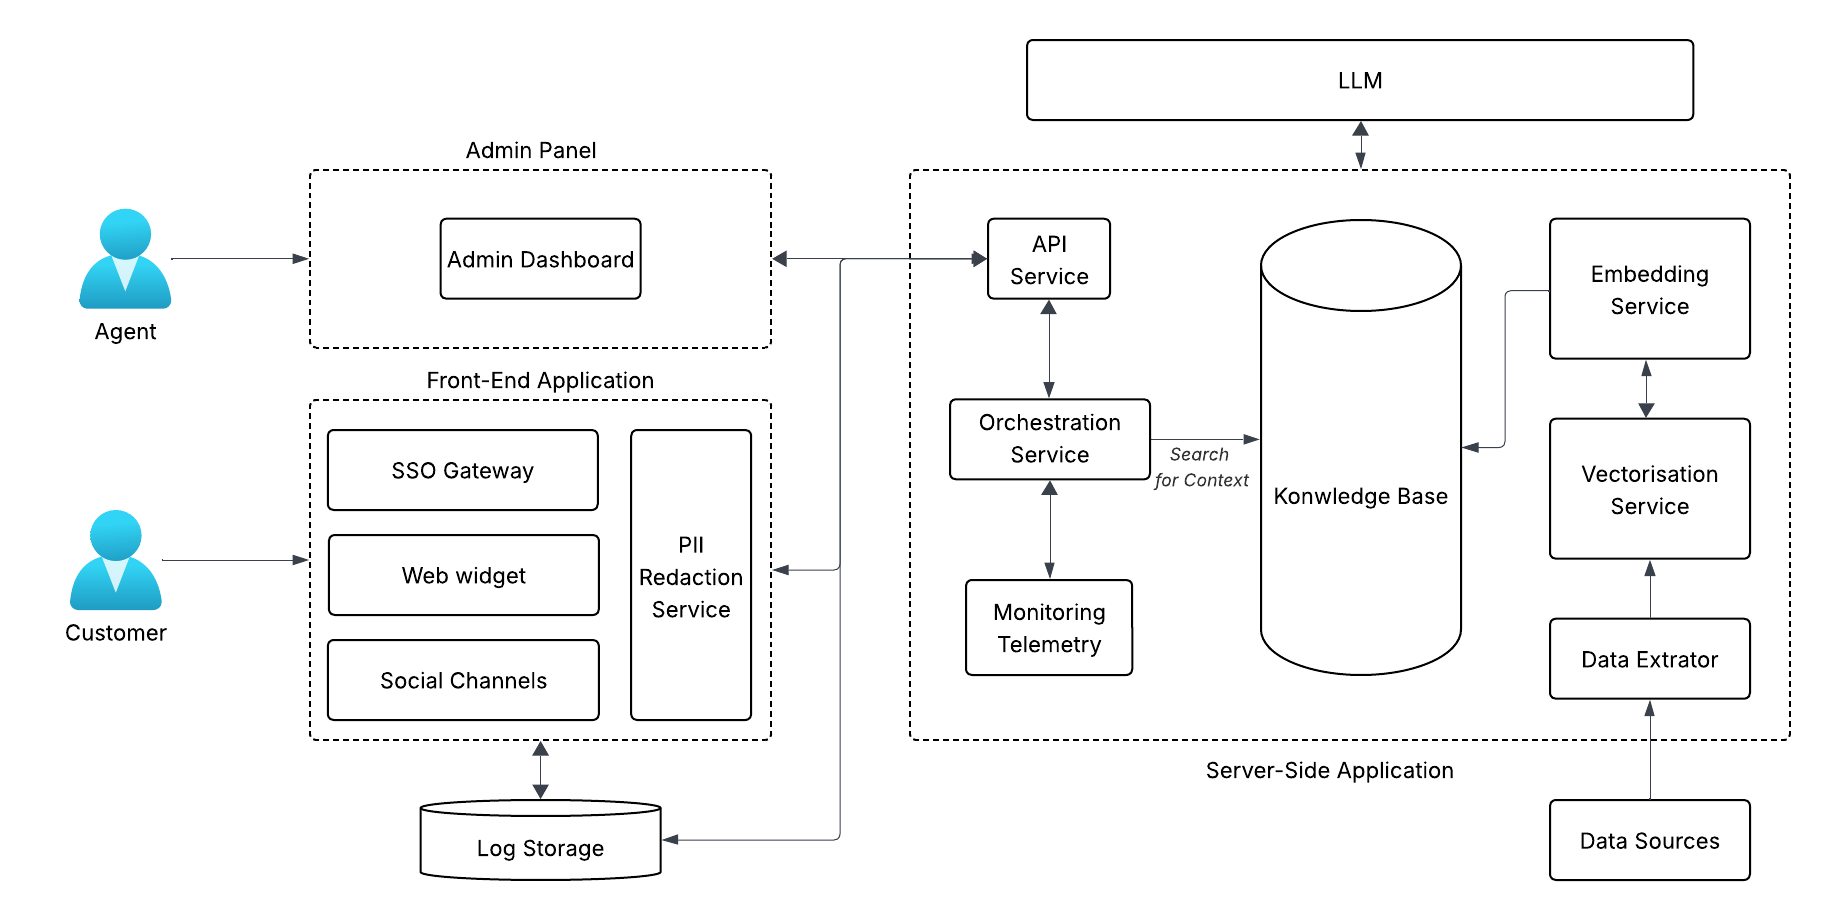 LLM
Admin Panel
Admin Dashboard
Agent
Front-End Application
SSO Gateway
Web widget
Social Channels
PII
Redaction
Service
Customer
Log Storage
API
Service
Orchestration
Service
Search
for Context
Monitoring
Telemetry
Konwledge Base
Embedding
Service
Vectorisation
Service
Data Extrator
Server-Side Application
Data Sources